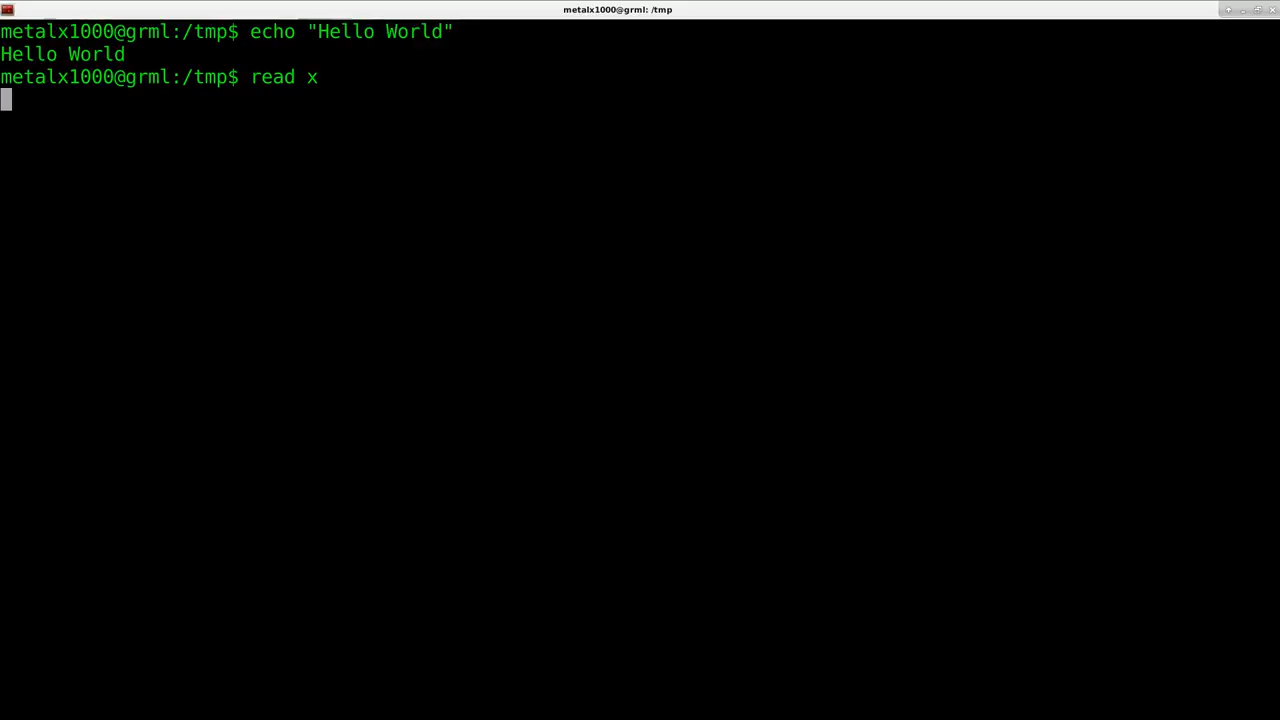 metalx1000@grml: /tmp
metalx1000@grml:/tmp$ echo "Hello World"
Hello World
metalx1000@grml:/tmp$ read x